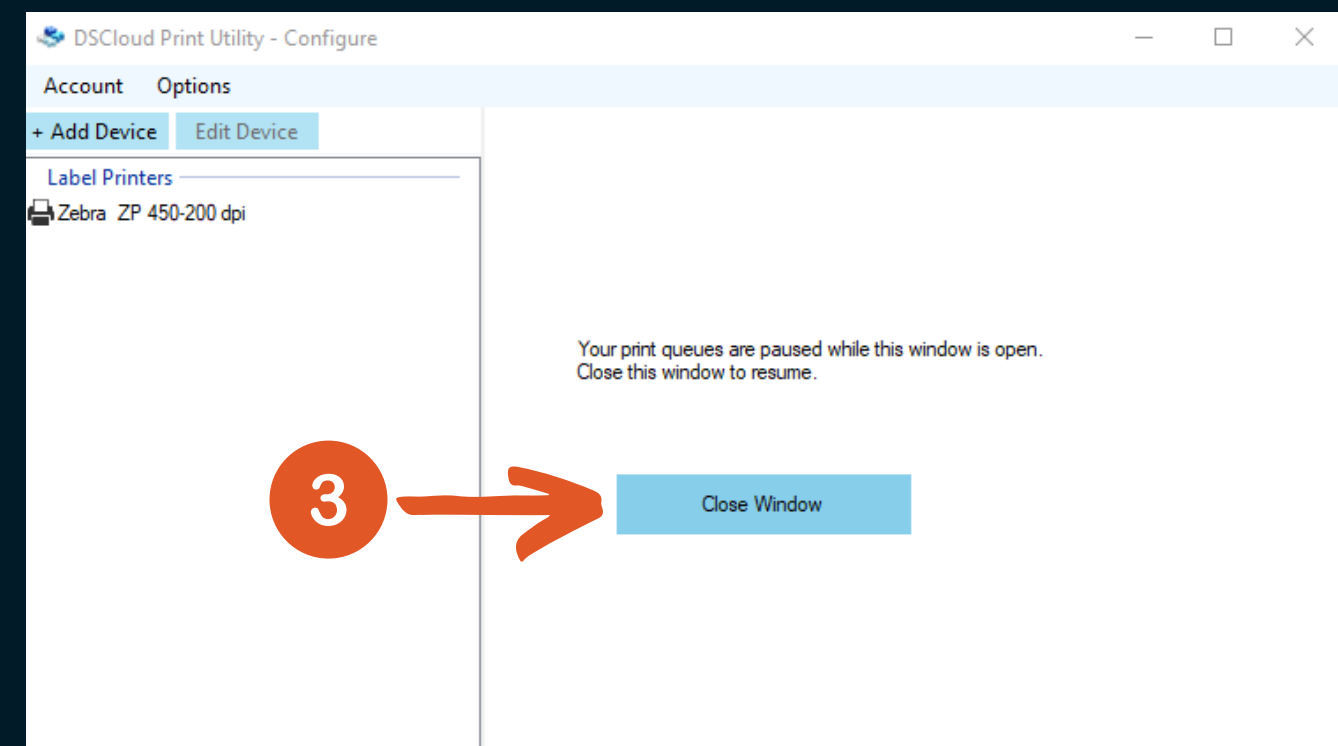 DSCloud Print Utility - Configure
Account Options
+ Add Device Edit Device
Label Printers
Zebra ZP 450-200 dpi
Your print queues are paused while this window is open.
Close this window to resume.
3
Close Window